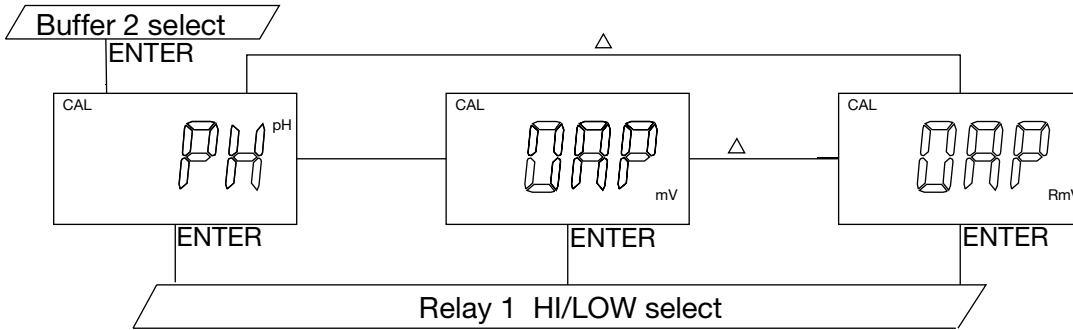 Buffer 2 select
ENTER
△
CAL
PH pH
CAL
ORP
mV
△
CAL
ORP
RmV
ENTER
ENTER
ENTER
Relay 1 HI/LOW select